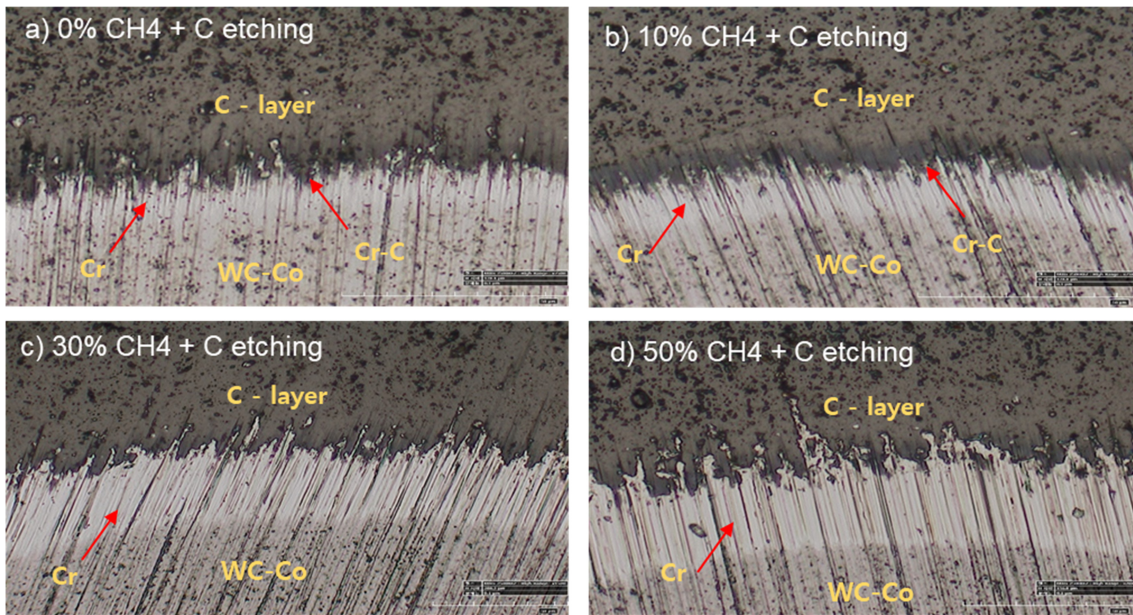 a) 0% CH4 + C etching
C - layer
Cr
Cr-C
WC-Co
b) 10% CH4 + C etching
C - layer
Cr
Cr-C
WC-Co
c) 30% CH4 + C etching
C - layer
Cr
WC-Co
d) 50% CH4 + C etching
C - layer
Cr
WC-Co